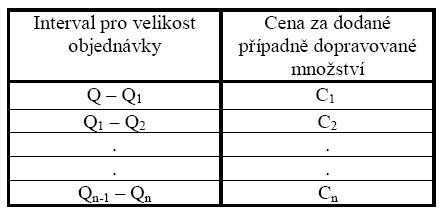 Interval pro velikost
objednávky
Cena za dodané
případně dopravované
množství
Q – Q₁
C₁
Q₁ – Q₂
C₂
.
.
.
.
Qₙ₋₁ – Qₙ
Cₙ